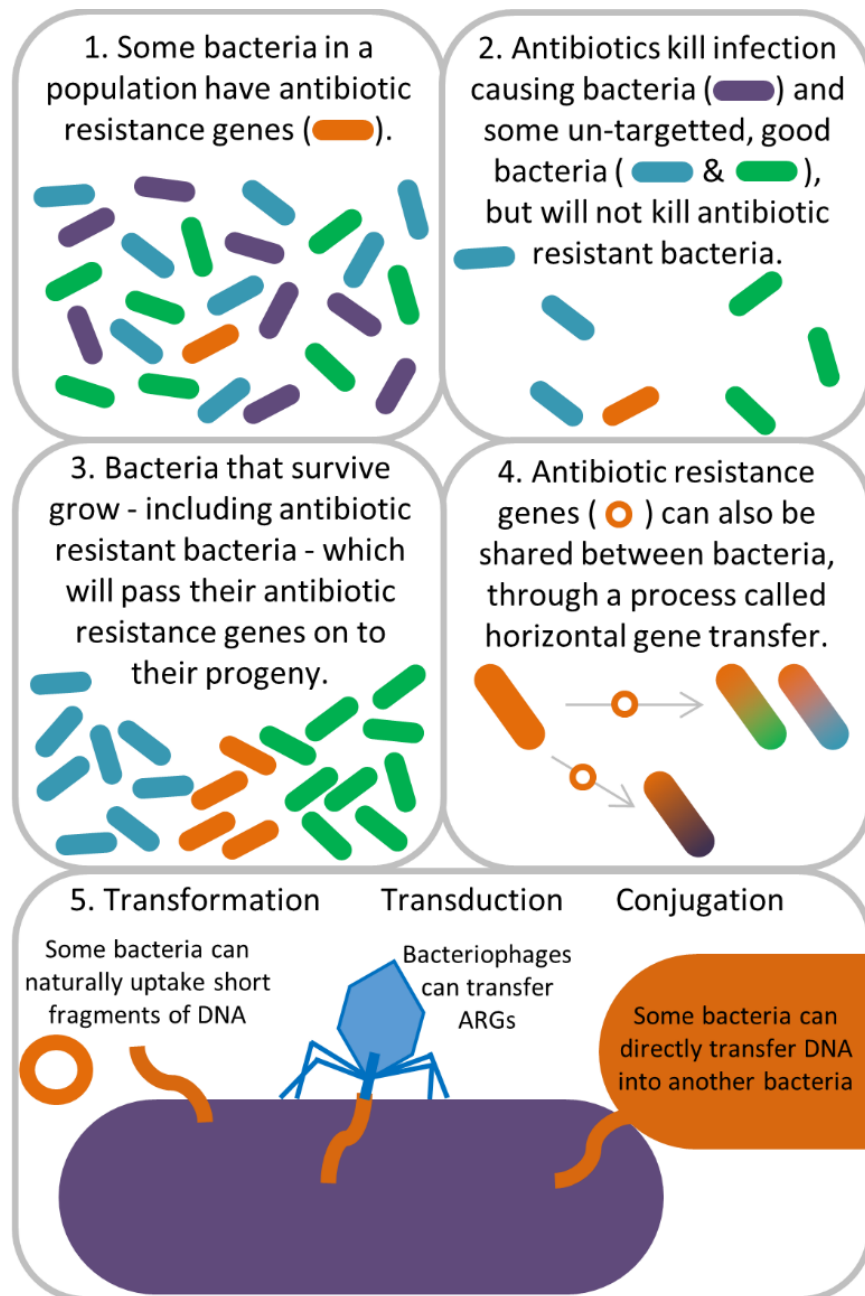 1. Some bacteria in a
population have antibiotic
resistance genes ( ).
2. Antibiotics kill infection
causing bacteria ( ) and
some un-targetted, good
bacteria ( & ),
but will not kill antibiotic
resistant bacteria.
3. Bacteria that survive
grow - including antibiotic
resistant bacteria - which
will pass their antibiotic
resistance genes on to
their progeny.
4. Antibiotic resistance
genes ( ) can also be
shared between bacteria,
through a process called
horizontal gene transfer.
5. Transformation
Some bacteria can
naturally uptake short
fragments of DNA
Transduction
Bacteriophages
can transfer
ARGs
Conjugation
Some bacteria can
directly transfer DNA
into another bacteria